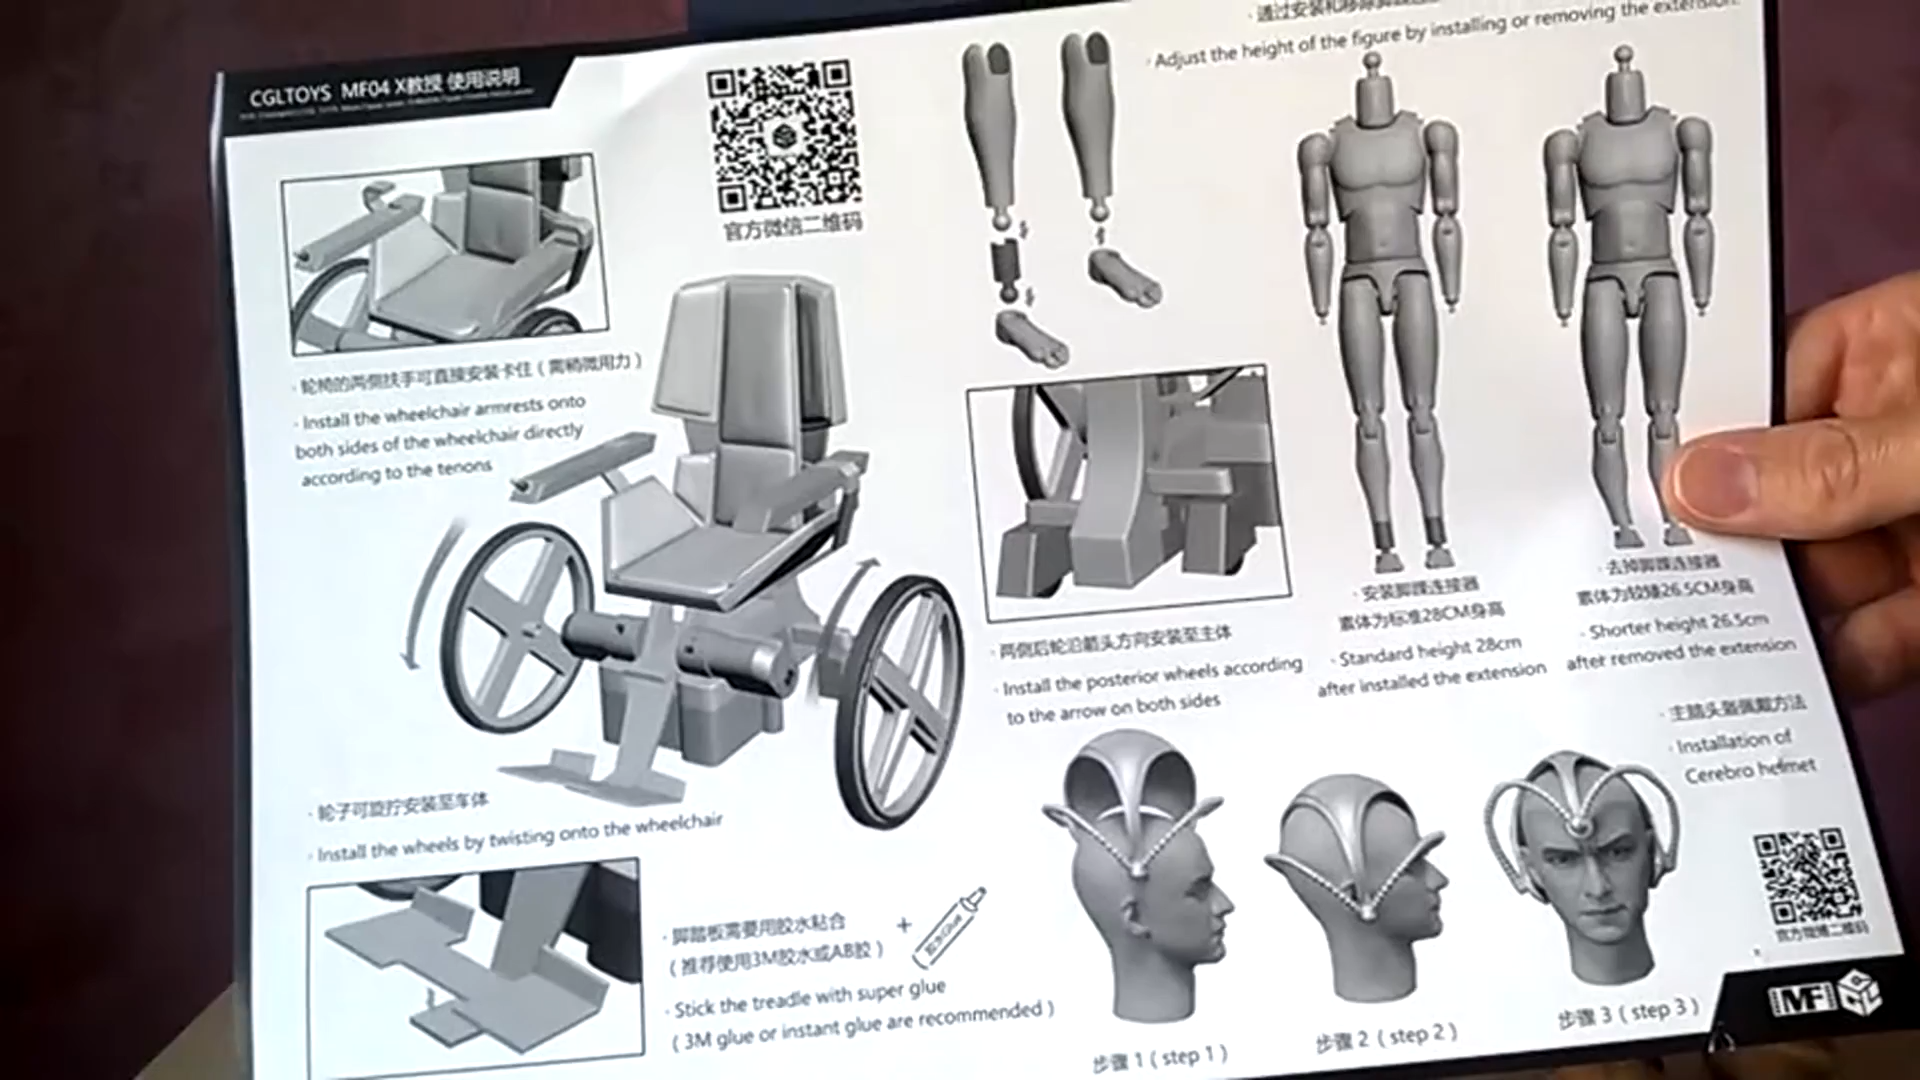 CGLTOYS MF04 X教授 使用说明
官方微信二维码
· 轮椅的两侧扶手可直接安装卡住（需稍微用力）
· Install the wheelchair armrests onto
both sides of the wheelchair directly
according to the tenons
· 轮子可旋拧安装至车体
· Install the wheels by twisting onto the wheelchair
· 脚踏板需要用胶水粘合
（推荐使用3M胶水或AB胶）
+
胶水Glue
· Stick the treadle with super glue
( 3M glue or instant glue are recommended )
· Adjust the height of the figure by installing or removing the extension.
· 两侧后轮沿箭头方向安装至主体
· Install the posterior wheels according
to the arrow on both sides
· 安装脚踝连接器
素体为标准28CM身高
· Standard height 28cm
after installed the extension
· 去掉脚踝连接器
素体为较矮26.5CM身高
· Shorter height 26.5cm
after removed the extension
· 主脑头盔佩戴方法
· Installation of
Cerebro helmet
官方微博二维码
步骤 1 ( step 1 )
步骤 2 ( step 2 )
步骤 3 ( step 3 )
MF